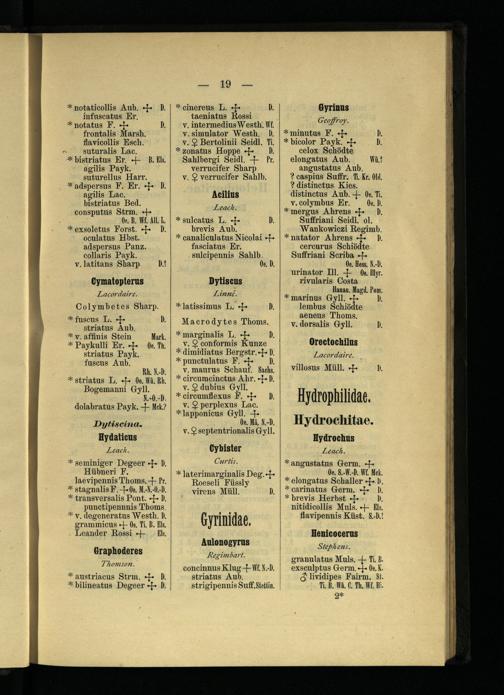 — 19 —
* notaticollis Aub. ·|· D.
infuscatus Er.
* notatus F. ·|· D.
frontalis Marsh.
flavicollis Esch.
suturalis Lac.
* bistriatus Er. ·|· B. Els.
agilis Payk.
suturellus Harr.
* adspersus F. Er. ·|· D.
agilis Lac.
bistriatus Bed.
consputus Strm. +
Oe. B. Wf. All. L.
* exsoletus Forst. ·|· D.
oculatus Hbst.
adspersus Panz.
collaris Payk.
v. latitans Sharp D.!
Cymatopterus
Lacordaire.
Colymbetes Sharp.
* fuscus L. ·|· D.
striatus Aub.
* v. affinis Stein Mark.
* Paykulli Er. ·|· Oe. Th.
striatus Payk.
fuscus Aub.
Rh. N.-D.
* striatus L. ·|· Oe. Wü. Rh.
Bogemanni Gyll.
N.-O.-D.
dolabratus Payk. + Mck.?
Dytiscina.
Hydaticus
Leach.
* seminiger Degeer ·|· D.
Hübneri F.
laevipennis Thoms. + Pr.
* stagnalis F. ·|· Oe. M.-N.-O.-D.
* transversalis Pont. ·|· D.
punctipennis Thoms.
* v. degeneratus Westh. D.
grammicus + Oe. Ti. B. Els.
Leander Rossi + Els.
Graphoderes
Thomson.
* austriacus Strm. ·|· D.
* bilineatus Degeer ·|· D.
* cinereus L. ·|· D.
taeniatus Rossi
v. intermedius Westh. Wf.
v. simulator Westh. D.
v. ♀ Bertolinii Seidl. Ti.
* zonatus Hoppe ·|· D.
Sahlbergi Seidl. + Pr.
verrucifer Sharp
v. ♀ verrucifer Sahlb.
Acilius
Leach.
* sulcatus L. ·|· D.
brevis Aub.
* canaliculatus Nicolai ·|·
fasciatus Er.
sulcipennis Sahlb.
Oe. D.
Dytiscus
Linné.
* latissimus L. ·|· D.
Macrodytes Thoms.
* marginalis L. ·|· D.
v. ♀ conformis Kunze
* dimidiatus Bergstr. ·|· D.
* punctulatus F. ·|· D.
v. maurus Schauf. Sachs.
* circumcinctus Ahr. ·|· D.
v. ♀ dubius Gyll.
* circumflexus F. ·|· D.
v. ♀ perplexus Lac.
* lapponicus Gyll. ·|·
Oe. Mä. N.-D.
v. ♀ septentrionalis Gyll.
Cybister
Curtis.
* laterimarginalis Deg. ·|·
Roeseli Füssly
virens Müll. D.
Gyrinidae.
Aulonogyrus
Regimbart.
concinnus Klug + Wf. N.-D.
striatus Aub.
strigipennis Suff. Stettin.
Gyrinus
Geoffroy.
* minutus F. ·|· D.
* bicolor Payk. ·|· D.
celox Schödte
elongatus Aub. Wü.!
angustatus Aub.
? caspius Suffr. Ti. Kr. Old.
? distinctus Kies.
distinctus Aub. + Oe. Ti.
v. colymbus Er. Oe. D.
* mergus Ahrens ·|· D.
Suffriani Seidl. ol.
Wankowiczi Regimb.
* natator Ahrens ·|· D.
cercurus Schiödte
Suffriani Scriba ·|·
Oe. Hess. N.-D.
urinator Ill. + Oe. Illyr.
rivularis Costa
Hanau. Magd. Pom.
* marinus Gyll. ·|· D.
lembus Schiödte
aeneus Thoms.
v. dorsalis Gyll. D.
Orectochilus
Lacordaire.
villosus Müll. ·|· D.
Hydrophilidae.
Hydrochitae.
Hydrochus
Leach.
* angustatus Germ. ·|·
Oe. S.-W.-D. Wf. Mck.
* elongatus Schaller ·|· D.
* carinatus Germ. ·|· D.
* brevis Herbst ·|· D.
nitidicollis Muls. + Els.
flavipennis Küst. S.-D.!
Henicocerus
Stephens.
granulatus Muls. + Ti. B.
exsculptus Germ. ·|· Oe. K.
♂ lividipes Fairm. Si.
Ti. B. Wü. C. Th. Wf. Rh.
2*